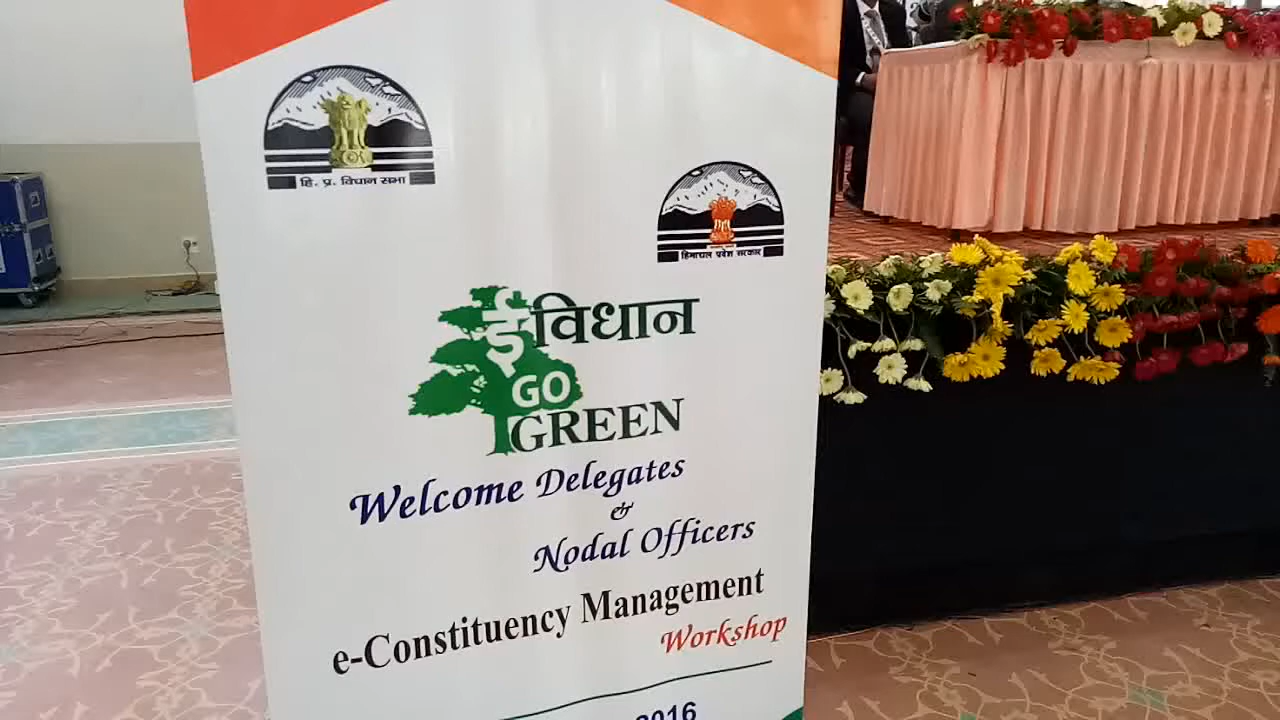 हि. प्र. विधान सभा
हिमाचल प्रदेश सरकार
ई विधान
GO
GREEN
Welcome Delegates
&
Nodal Officers
e-Constituency Management
Workshop
2016